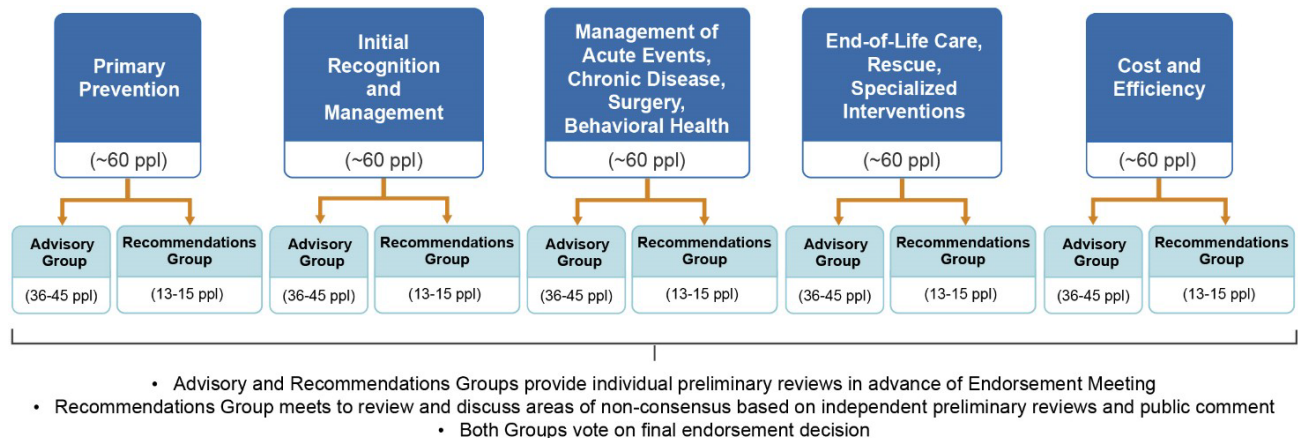 Primary
Prevention
(~60 ppl)
Initial
Recognition
and
Management
(~60 ppl)
Management of
Acute Events,
Chronic Disease,
Surgery,
Behavioral Health
(~60 ppl)
End-of-Life Care,
Rescue,
Specialized
Interventions
(~60 ppl)
Cost and
Efficiency
(~60 ppl)
Advisory
Group
(36-45 ppl)
Recommendations
Group
(13-15 ppl)
Advisory
Group
(36-45 ppl)
Recommendations
Group
(13-15 ppl)
Advisory
Group
(36-45 ppl)
Recommendations
Group
(13-15 ppl)
Advisory
Group
(36-45 ppl)
Recommendations
Group
(13-15 ppl)
Advisory
Group
(36-45 ppl)
Recommendations
Group
(13-15 ppl)
• Advisory and Recommendations Groups provide individual preliminary reviews in advance of Endorsement Meeting
• Recommendations Group meets to review and discuss areas of non-consensus based on independent preliminary reviews and public comment
• Both Groups vote on final endorsement decision